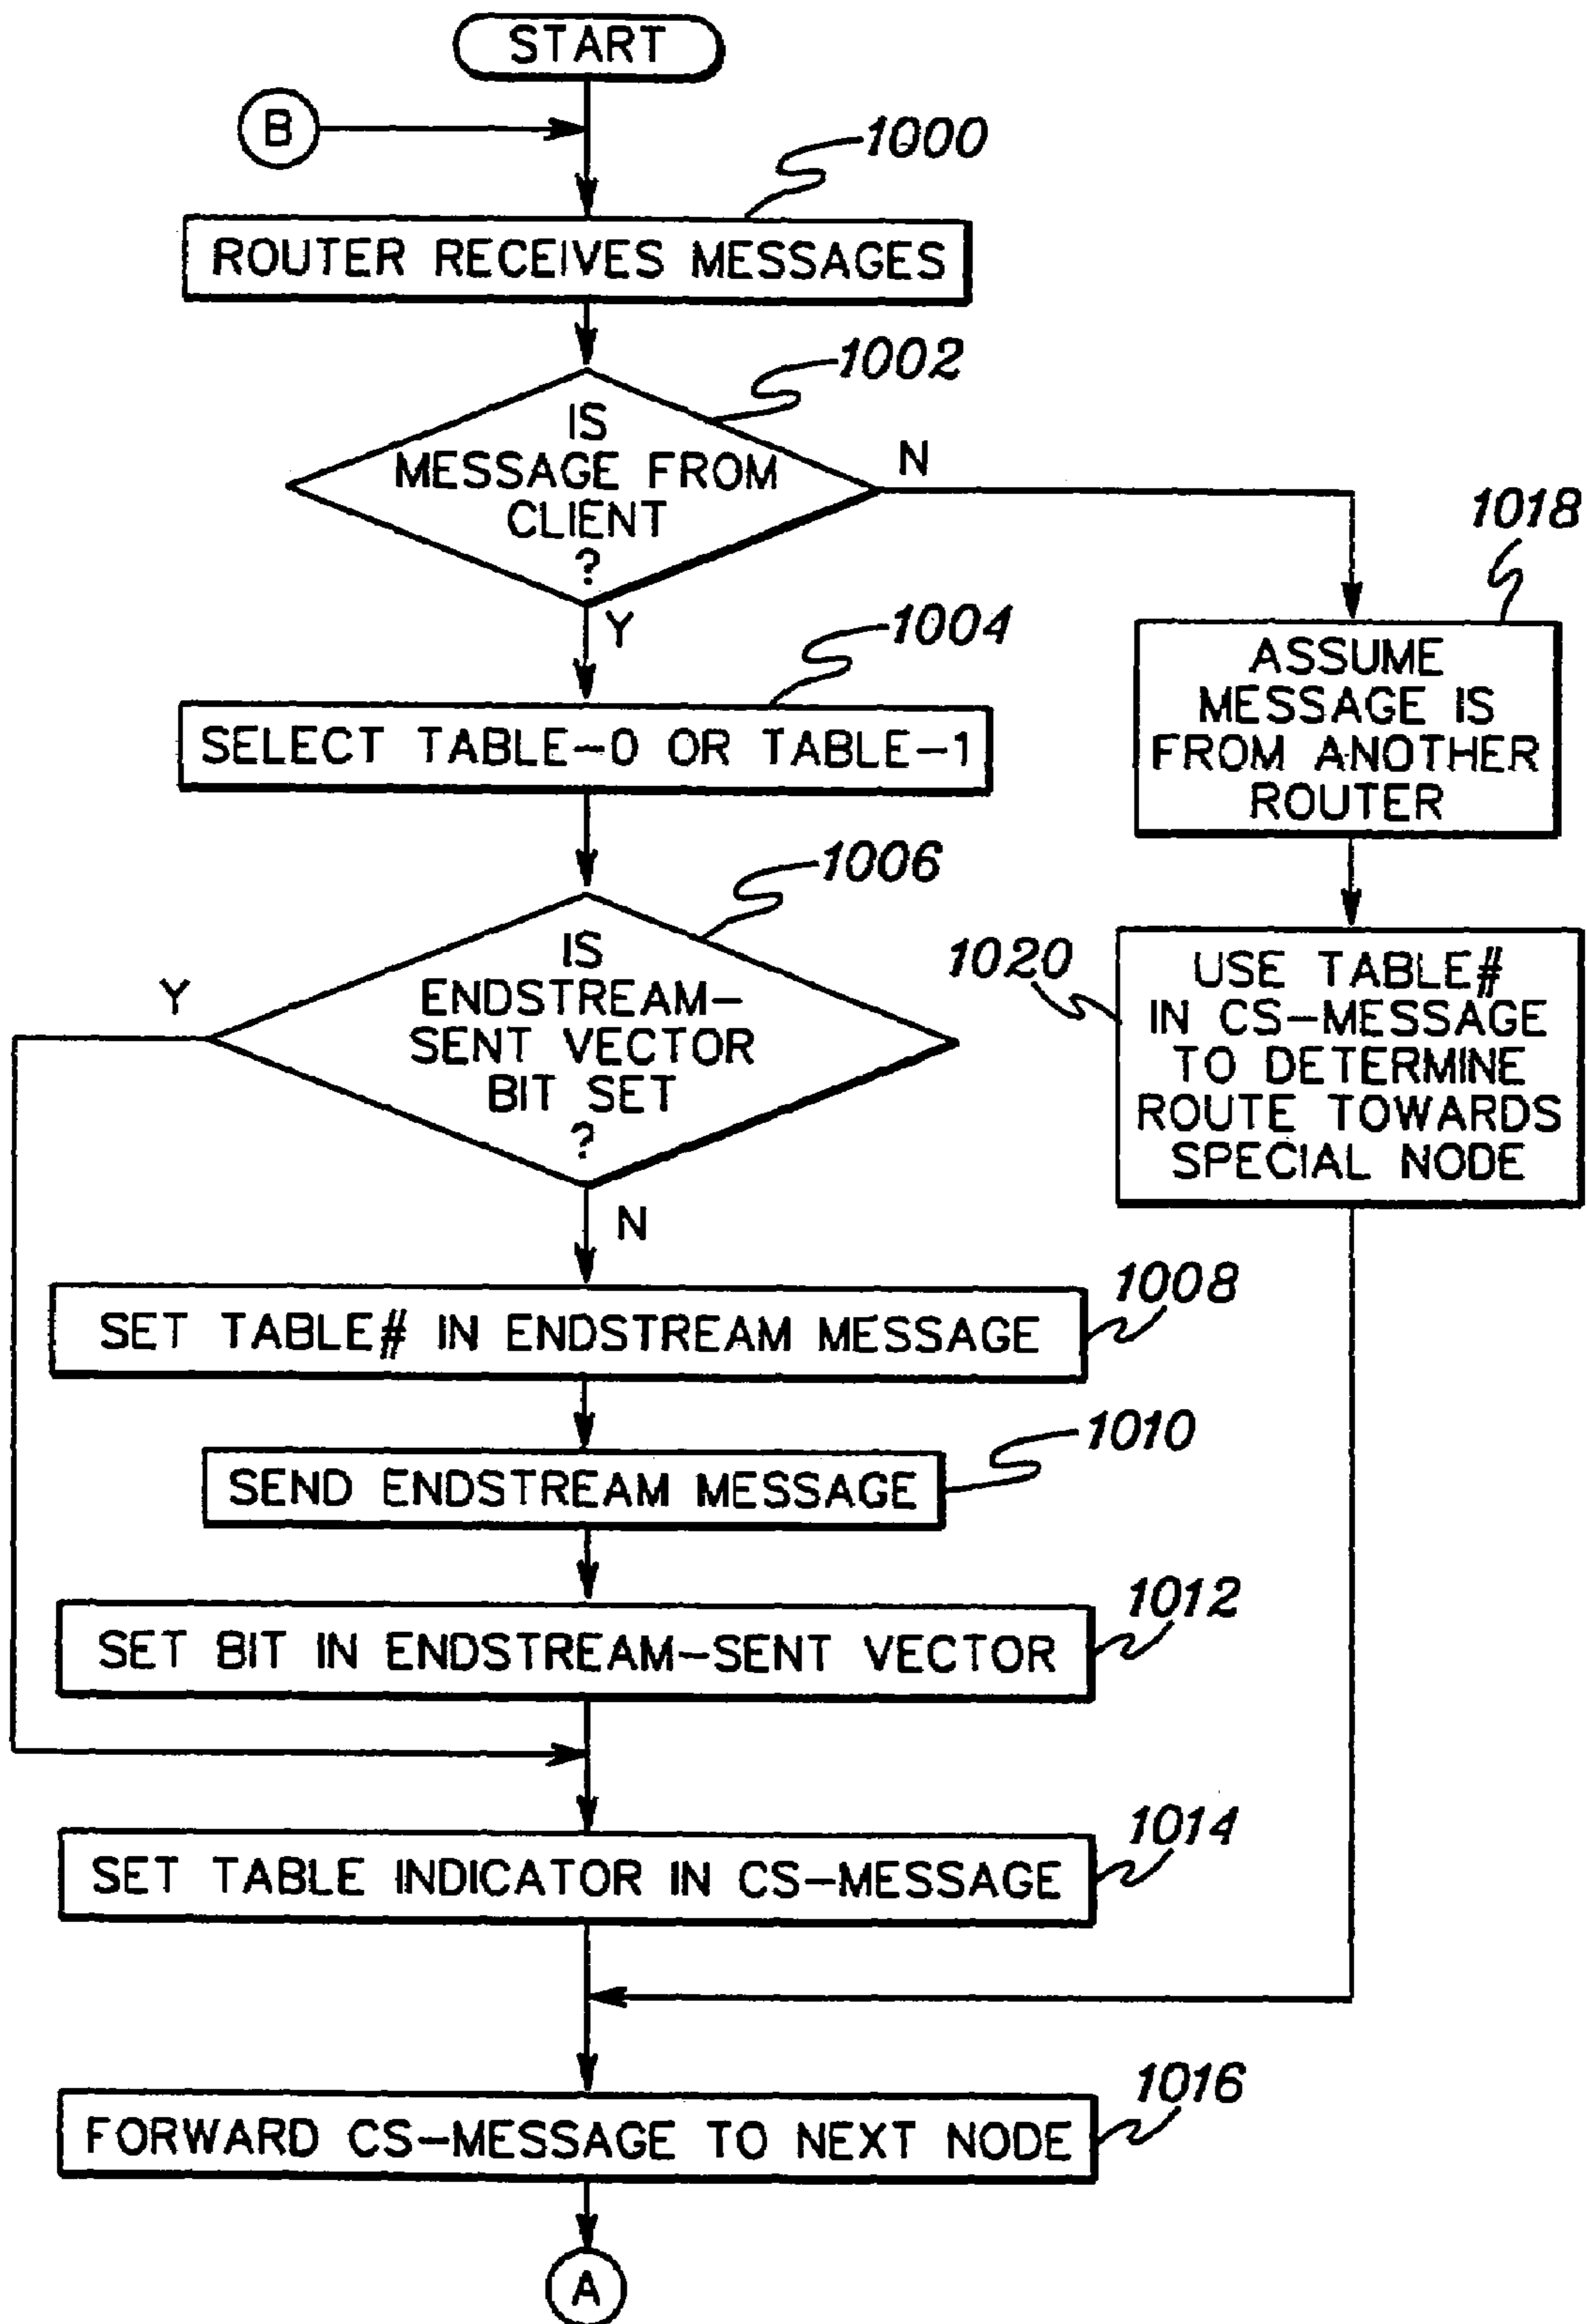 START
B
1000
ROUTER RECEIVES MESSAGES
1002
IS
MESSAGE FROM
CLIENT
?
N
Y
1018
ASSUME
MESSAGE IS
FROM ANOTHER
ROUTER
1004
SELECT TABLE-0 OR TABLE-1
1006
IS
ENDSTREAM-
SENT VECTOR
BIT SET
?
Y
N
1020
USE TABLE#
IN CS-MESSAGE
TO DETERMINE
ROUTE TOWARDS
SPECIAL NODE
1008
SET TABLE# IN ENDSTREAM MESSAGE
1010
SEND ENDSTREAM MESSAGE
1012
SET BIT IN ENDSTREAM-SENT VECTOR
1014
SET TABLE INDICATOR IN CS-MESSAGE
1016
FORWARD CS-MESSAGE TO NEXT NODE
A